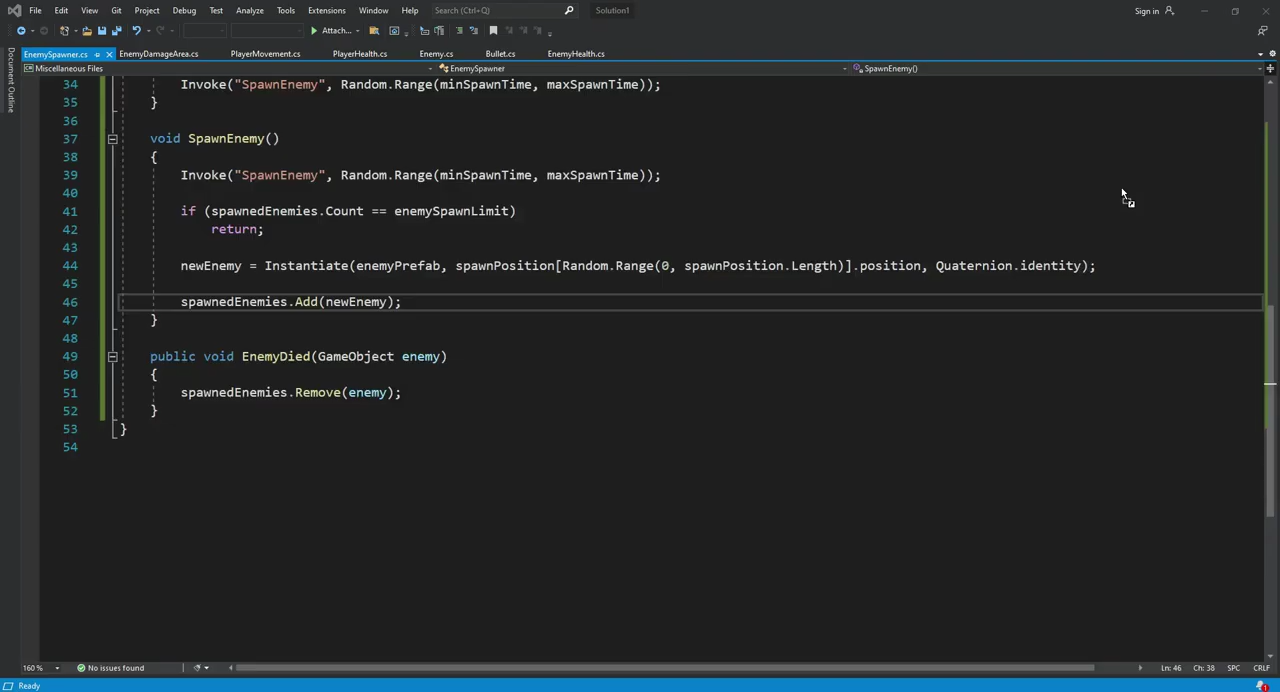 File Edit View Git Project Debug Test Analyze Tools Extensions Window Help Search (Ctrl+Q) Solution1 Sign in
Attach...
EnemySpawner.cs EnemyDamageArea.cs PlayerMovement.cs PlayerHealth.cs Enemy.cs Bullet.cs EnemyHealth.cs
Miscellaneous Files EnemySpawner SpawnEnemy()
Document Outline
34 Invoke("SpawnEnemy", Random.Range(minSpawnTime, maxSpawnTime));
35 }
36
37 void SpawnEnemy()
38 {
39 Invoke("SpawnEnemy", Random.Range(minSpawnTime, maxSpawnTime));
40
41 if (spawnedEnemies.Count == enemySpawnLimit)
42 return;
43
44 newEnemy = Instantiate(enemyPrefab, spawnPosition[Random.Range(0, spawnPosition.Length)].position, Quaternion.identity);
45
46 spawnedEnemies.Add(newEnemy);
47 }
48
49 public void EnemyDied(GameObject enemy)
50 {
51 spawnedEnemies.Remove(enemy);
52 }
53 }
54
160 % No issues found Ln: 46 Ch: 38 SPC CRLF
Ready 1